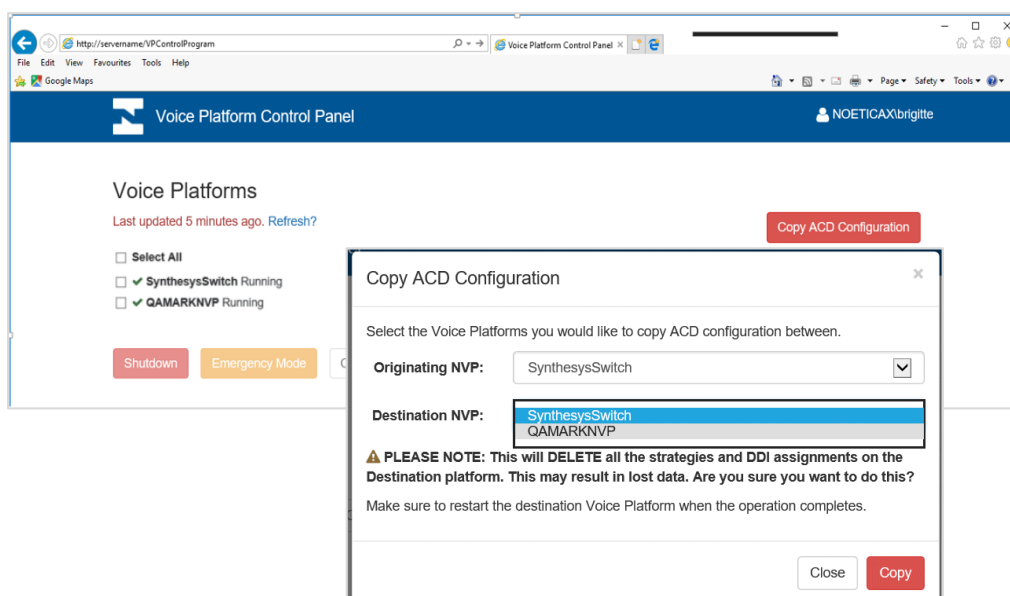 http://servername/VPControlProgram
Voice Platform Control Panel
File Edit View Favourites Tools Help
Google Maps
Page Safety Tools
Voice Platform Control Panel
NOETICAX\brigitte
Voice Platforms
Last updated 5 minutes ago. Refresh?
Copy ACD Configuration
Select All
SynthesysSwitch Running
QAMARKNVP Running
Shutdown
Emergency Mode
Copy ACD Configuration
×
Select the Voice Platforms you would like to copy ACD configuration between.
Originating NVP:
SynthesysSwitch
Destination NVP:
SynthesysSwitch
QAMARKNVP
PLEASE NOTE: This will DELETE all the strategies and DDI assignments on the
Destination platform. This may result in lost data. Are you sure you want to do this?
Make sure to restart the destination Voice Platform when the operation completes.
Close
Copy